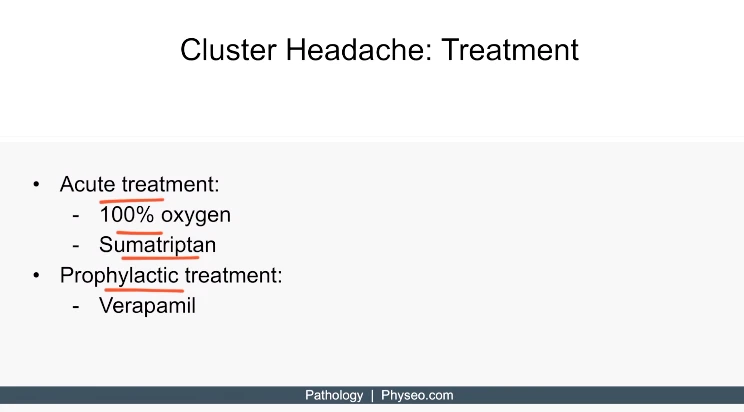 Cluster Headache: Treatment
• Acute treatment:
- 100% oxygen
- Sumatriptan
• Prophylactic treatment:
- Verapamil
Pathology | Physeo.com